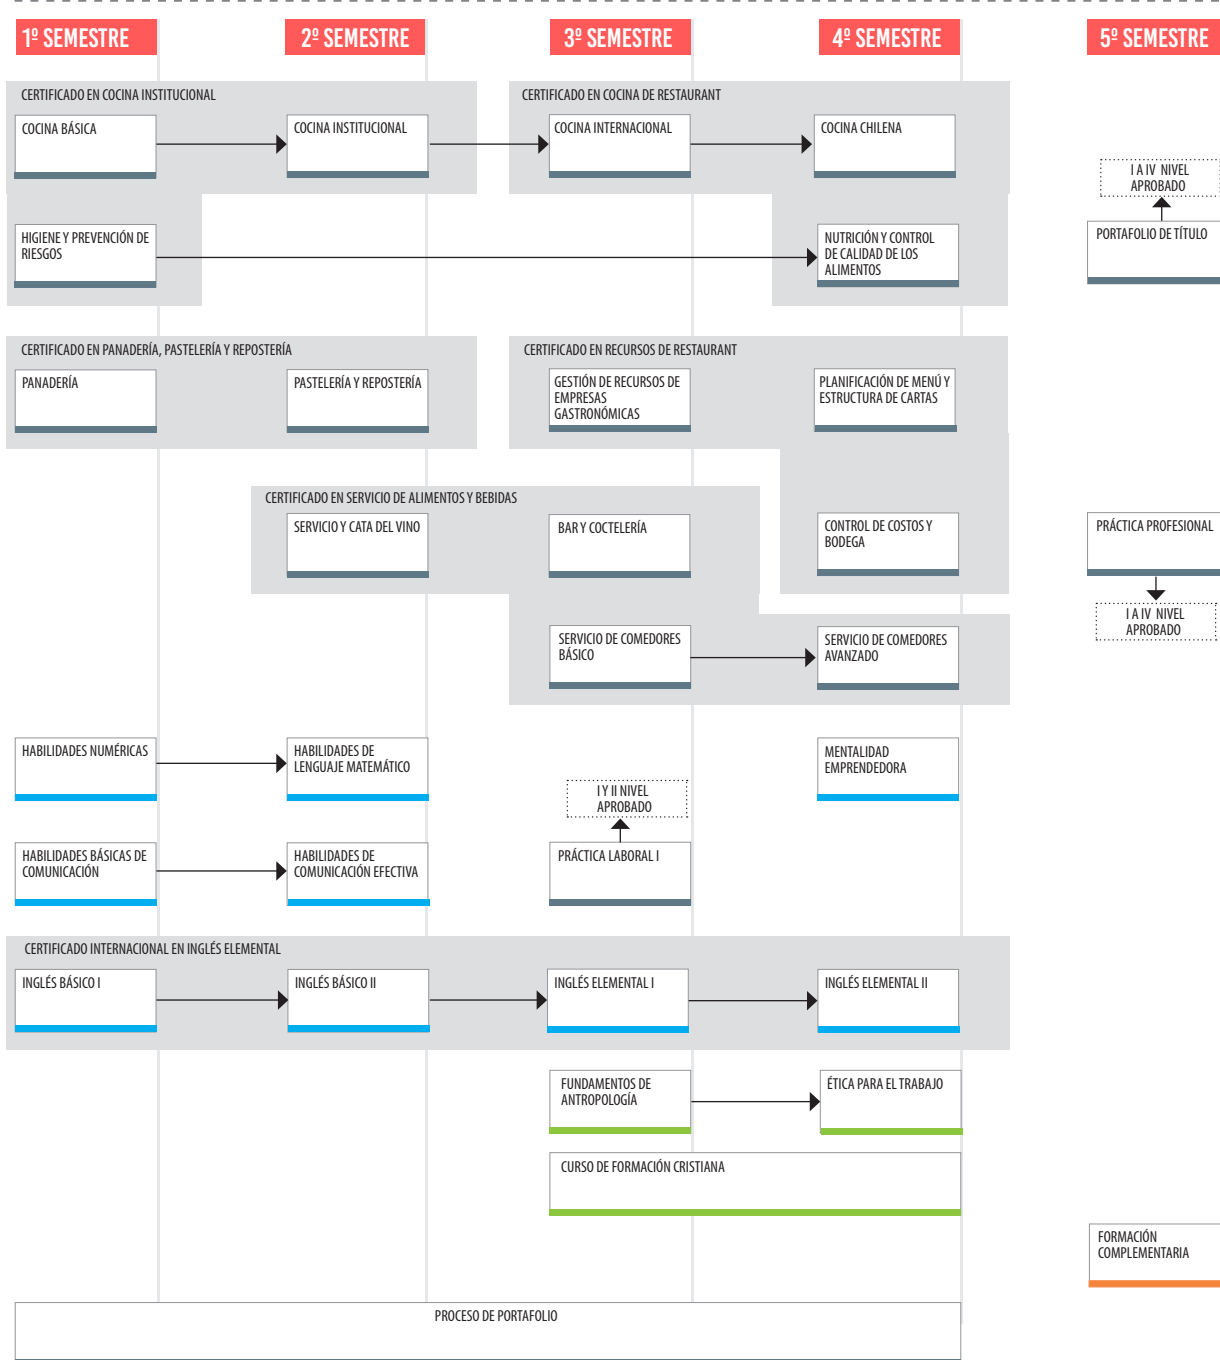 1º SEMESTRE
2º SEMESTRE
3º SEMESTRE
4º SEMESTRE
5º SEMESTRE
CERTIFICADO EN COCINA INSTITUCIONAL
CERTIFICADO EN COCINA DE RESTAURANT
COCINA BÁSICA
COCINA INSTITUCIONAL
COCINA INTERNACIONAL
COCINA CHILENA
I A IV NIVEL
APROBADO
HIGIENE Y PREVENCIÓN DE
RIESGOS
NUTRICIÓN Y CONTROL
DE CALIDAD DE LOS
ALIMENTOS
PORTAFOLIO DE TÍTULO
CERTIFICADO EN PANADERÍA, PASTELERÍA Y REPOSTERÍA
CERTIFICADO EN RECURSOS DE RESTAURANT
PANADERÍA
PASTELERÍA Y REPOSTERÍA
GESTIÓN DE RECURSOS DE
EMPRESAS
GASTRONÓMICAS
PLANIFICACIÓN DE MENÚ Y
ESTRUCTURA DE CARTAS
CERTIFICADO EN SERVICIO DE ALIMENTOS Y BEBIDAS
SERVICIO Y CATA DEL VINO
BAR Y COCTELERÍA
CONTROL DE COSTOS Y
BODEGA
PRÁCTICA PROFESIONAL
I A IV NIVEL
APROBADO
SERVICIO DE COMEDORES
BÁSICO
SERVICIO DE COMEDORES
AVANZADO
HABILIDADES NUMÉRICAS
HABILIDADES DE
LENGUAJE MATEMÁTICO
MENTALIDAD
EMPRENDEDORA
I Y II NIVEL
APROBADO
HABILIDADES BÁSICAS DE
COMUNICACIÓN
HABILIDADES DE
COMUNICACIÓN EFECTIVA
PRÁCTICA LABORAL I
CERTIFICADO INTERNACIONAL EN INGLÉS ELEMENTAL
INGLÉS BÁSICO I
INGLÉS BÁSICO II
INGLÉS ELEMENTAL I
INGLÉS ELEMENTAL II
FUNDAMENTOS DE
ANTROPOLOGÍA
ÉTICA PARA EL TRABAJO
CURSO DE FORMACIÓN CRISTIANA
FORMACIÓN
COMPLEMENTARIA
PROCESO DE PORTAFOLIO